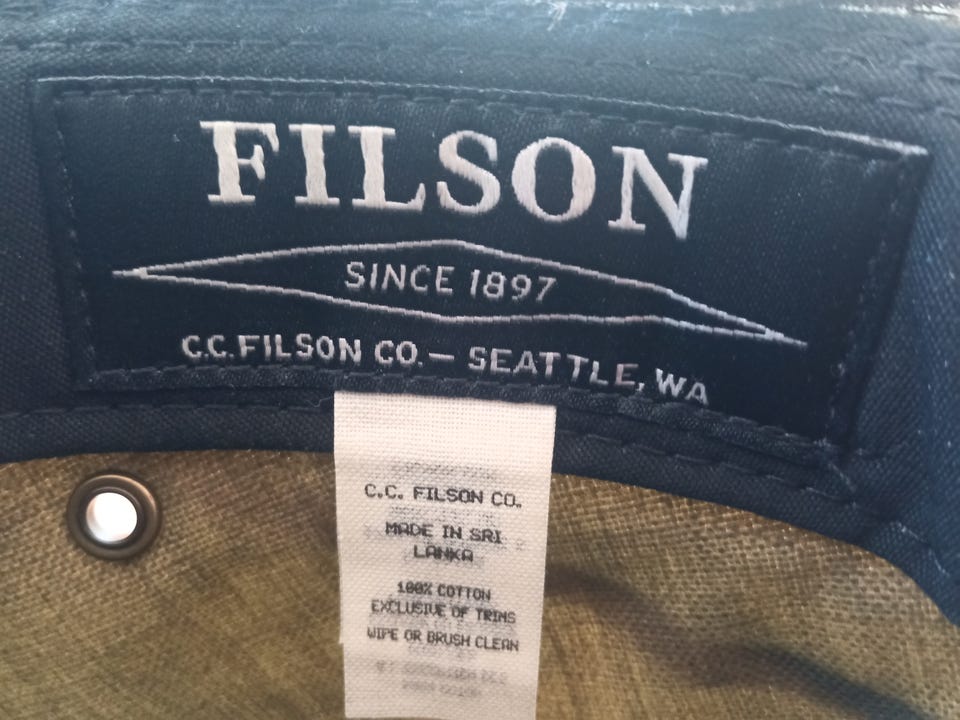 FILSON
SINCE 1897
C.C. FILSON CO. — SEATTLE, WA
C.C. FILSON CO.
MADE IN SRI
LANKA
100% COTTON
EXCLUSIVE OF TRIMS
WIPE OR BRUSH CLEAN